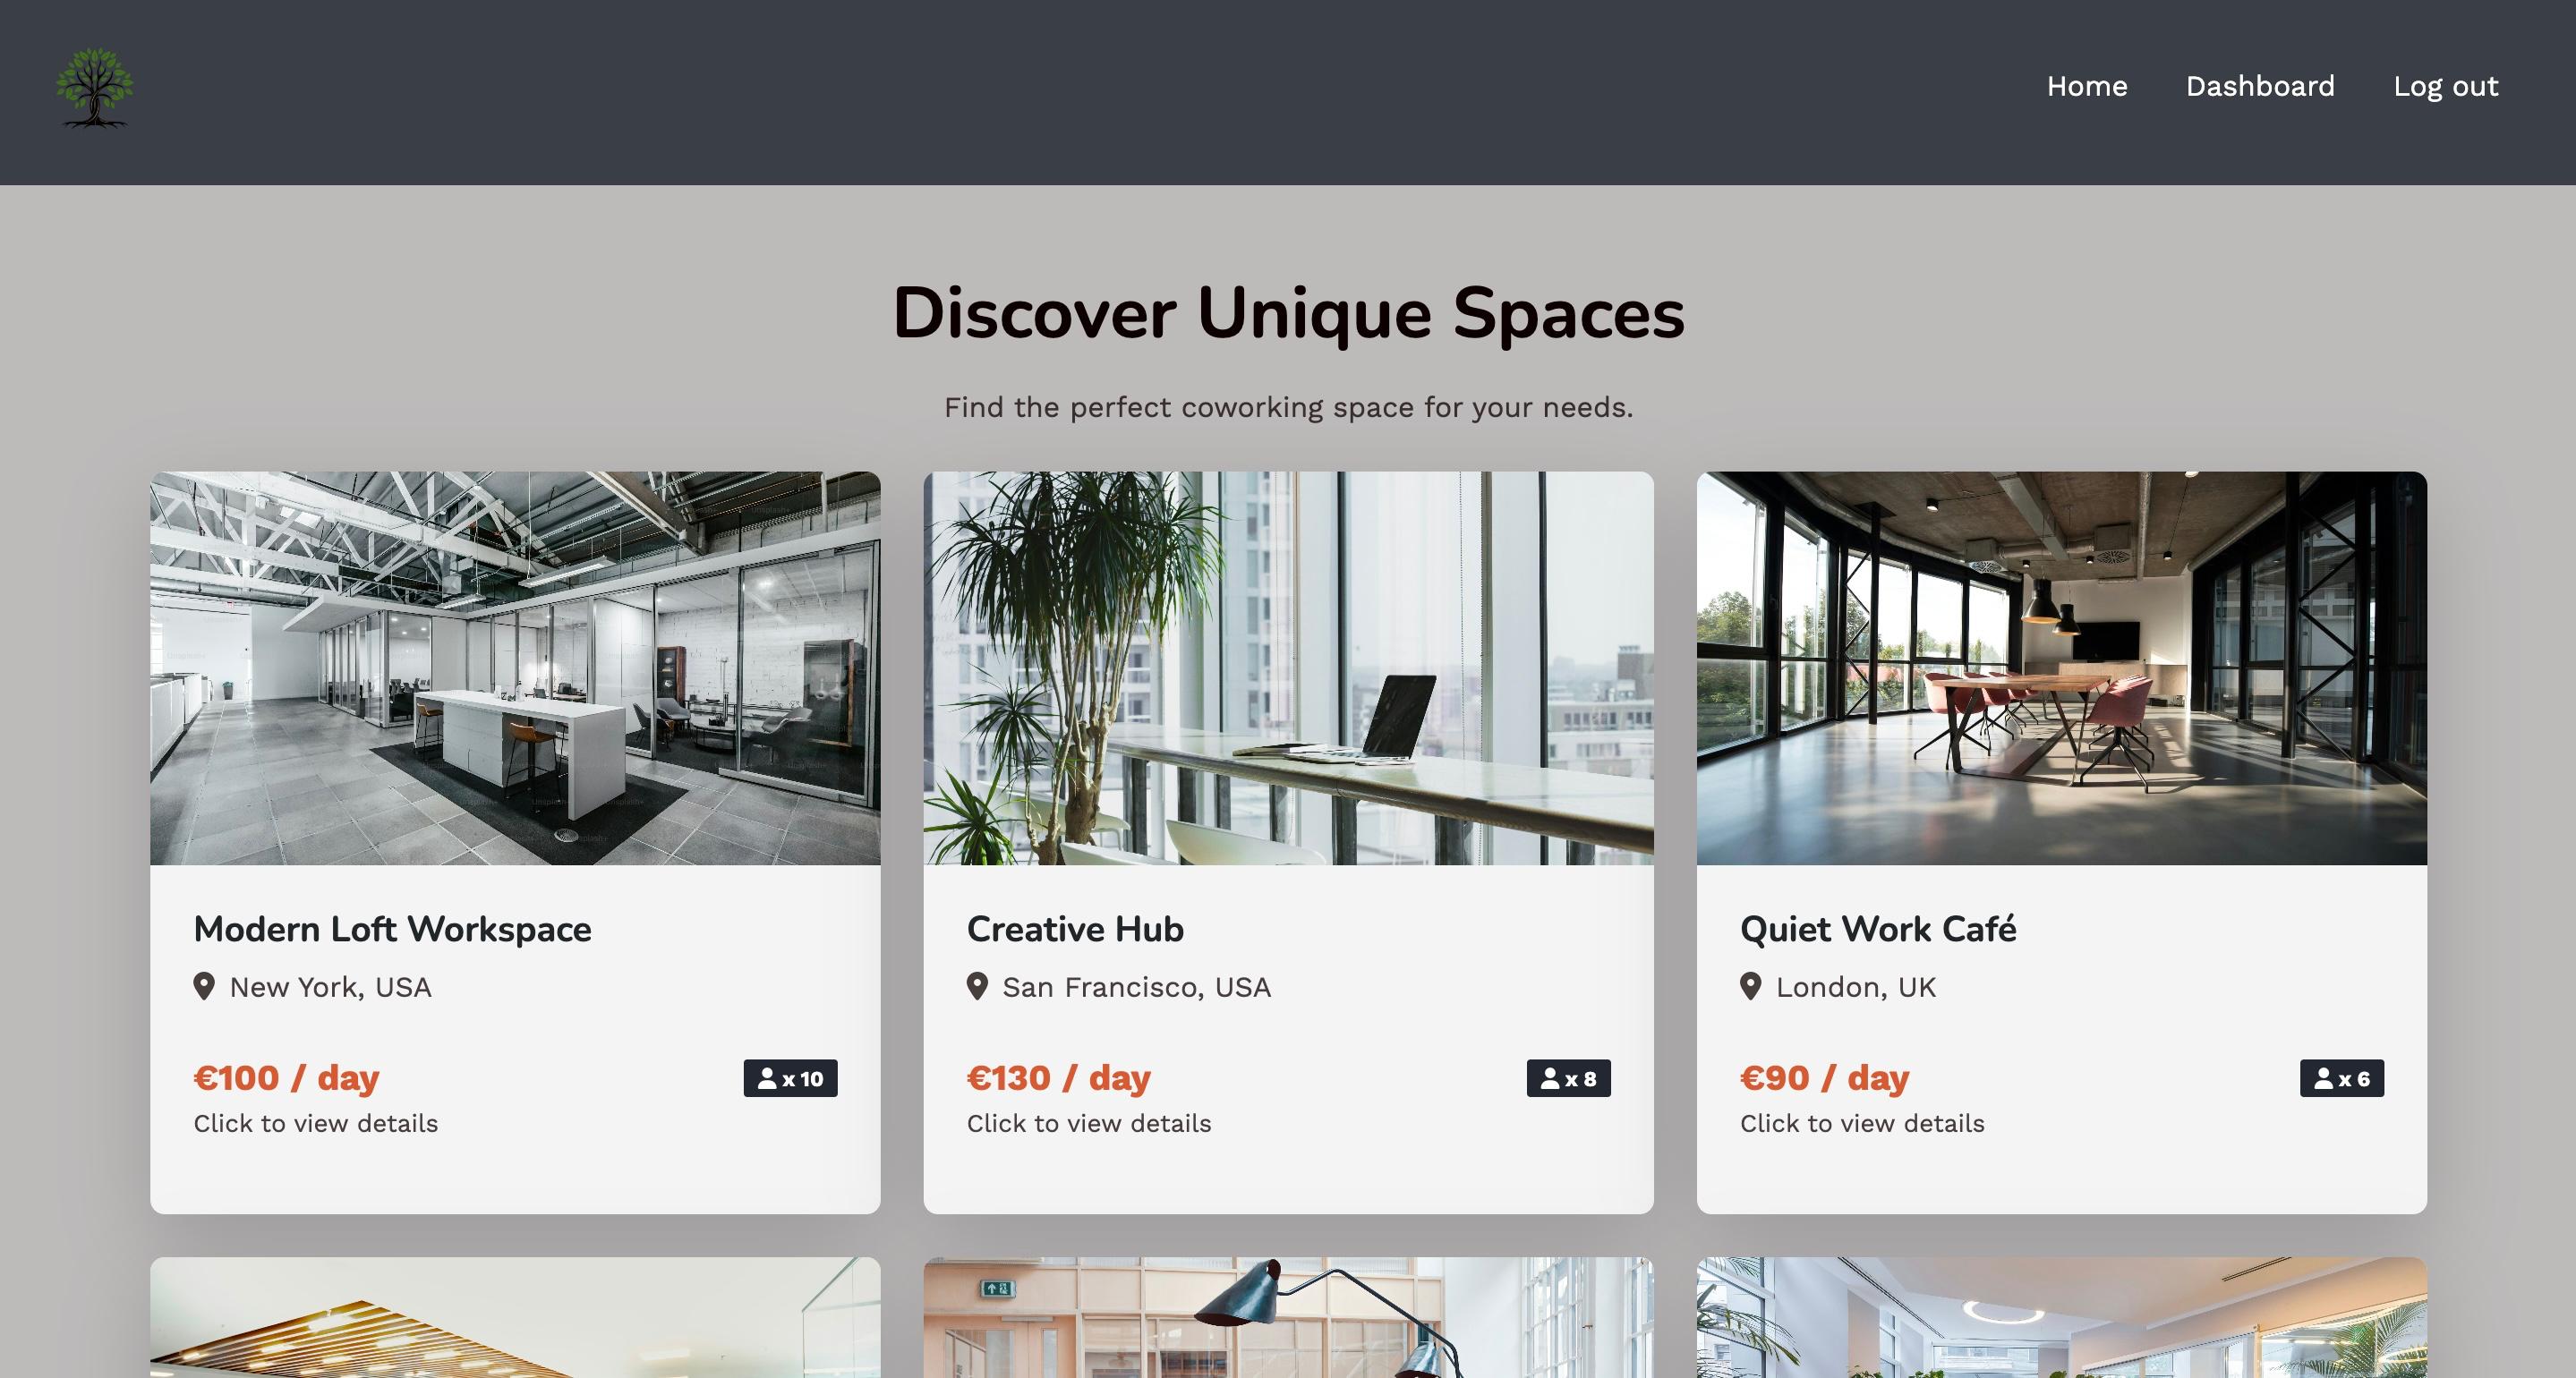 Home Dashboard Log out
Discover Unique Spaces
Find the perfect coworking space for your needs.
Modern Loft Workspace
New York, USA
€100 / day
x 10
Click to view details
Creative Hub
San Francisco, USA
€130 / day
x 8
Click to view details
Quiet Work Café
London, UK
€90 / day
x 6
Click to view details